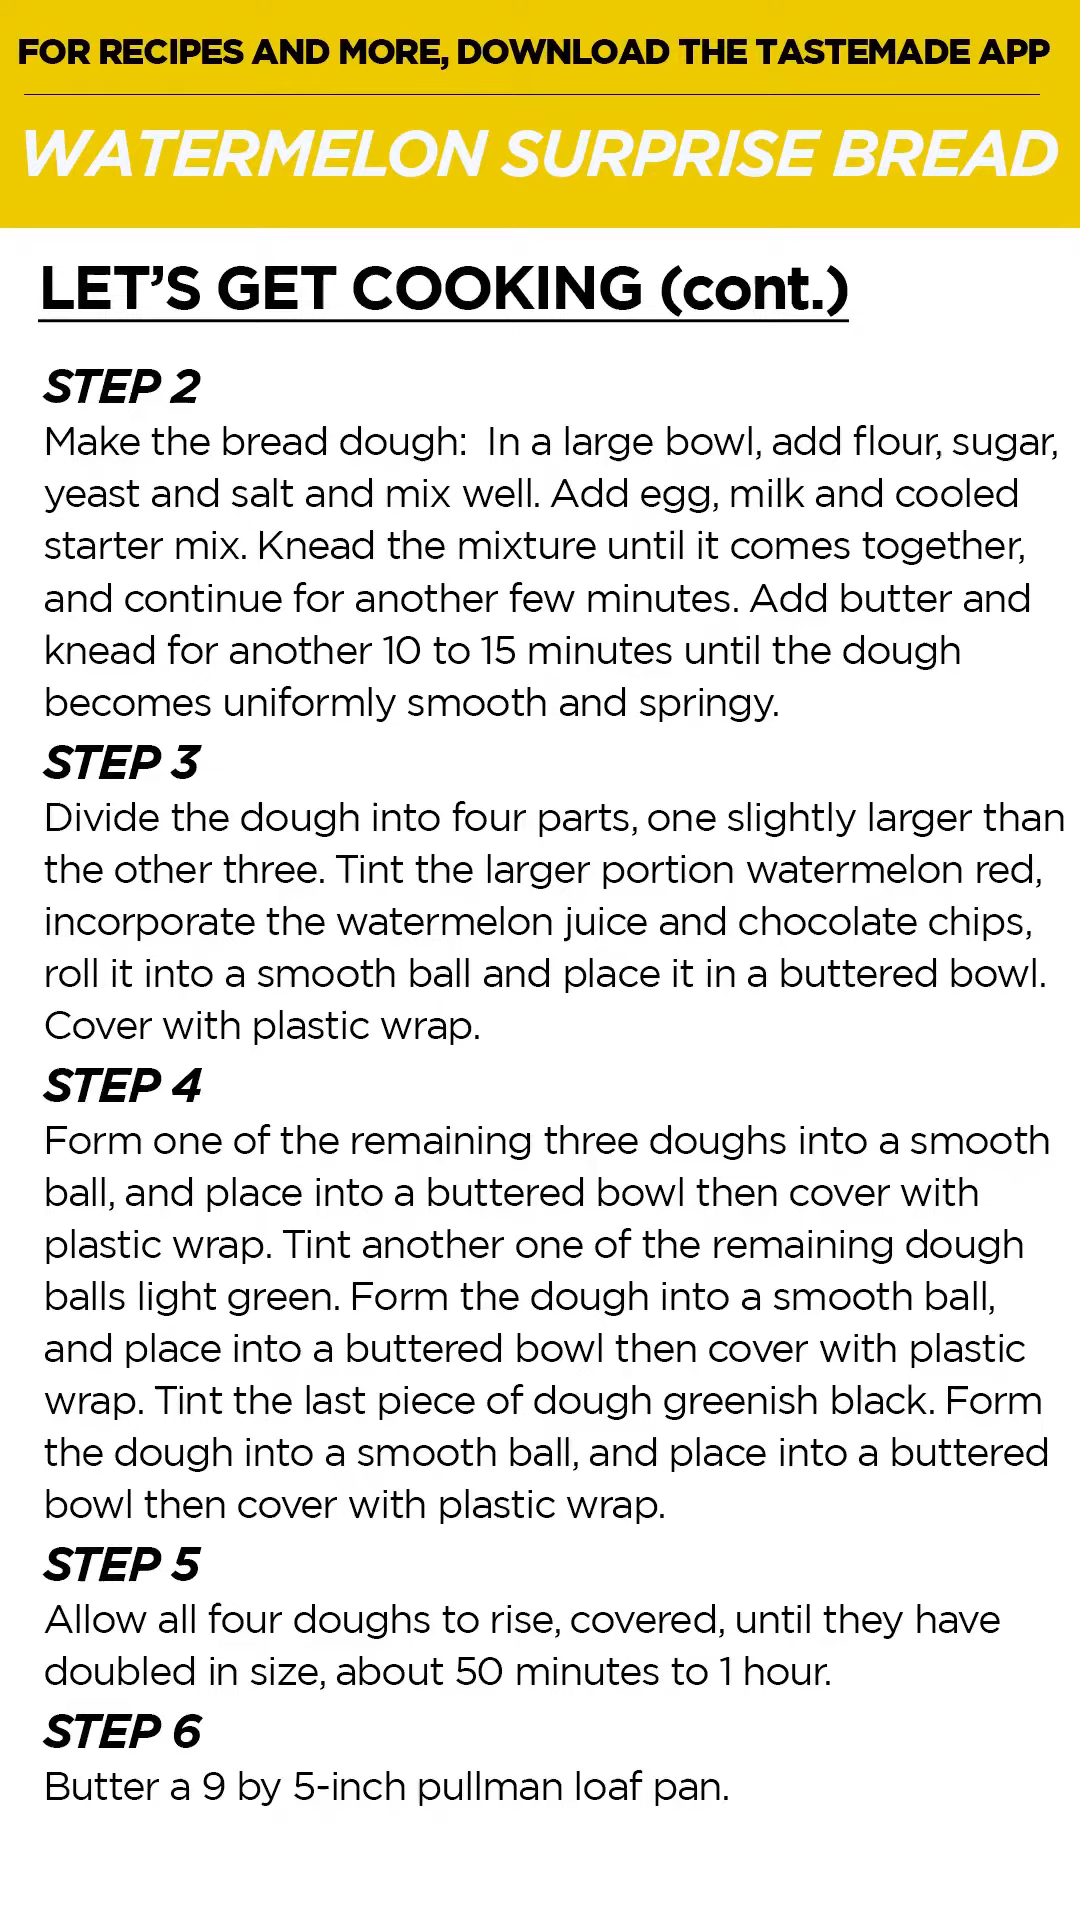 FOR RECIPES AND MORE, DOWNLOAD THE TASTEMADE APP
WATERMELON SURPRISE BREAD
LET’S GET COOKING (cont.)
STEP 2
Make the bread dough:  In a large bowl, add flour, sugar,
yeast and salt and mix well. Add egg, milk and cooled
starter mix. Knead the mixture until it comes together,
and continue for another few minutes. Add butter and
knead for another 10 to 15 minutes until the dough
becomes uniformly smooth and springy.
STEP 3
Divide the dough into four parts, one slightly larger than
the other three. Tint the larger portion watermelon red,
incorporate the watermelon juice and chocolate chips,
roll it into a smooth ball and place it in a buttered bowl.
Cover with plastic wrap.
STEP 4
Form one of the remaining three doughs into a smooth
ball, and place into a buttered bowl then cover with
plastic wrap. Tint another one of the remaining dough
balls light green. Form the dough into a smooth ball,
and place into a buttered bowl then cover with plastic
wrap. Tint the last piece of dough greenish black. Form
the dough into a smooth ball, and place into a buttered
bowl then cover with plastic wrap.
STEP 5
Allow all four doughs to rise, covered, until they have
doubled in size, about 50 minutes to 1 hour.
STEP 6
Butter a 9 by 5-inch pullman loaf pan.